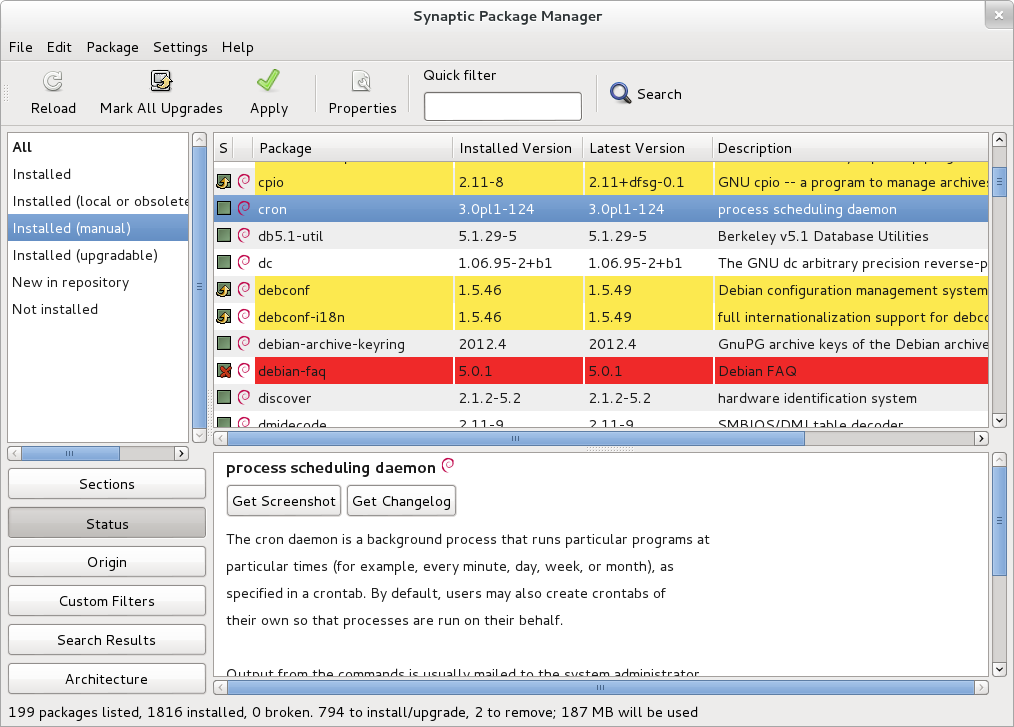 Synaptic Package Manager
File Edit Package Settings Help
Reload
Mark All Upgrades
Apply
Properties
Quick filter
Search
All
Installed
Installed (local or obsolete
Installed (manual)
Installed (upgradable)
New in repository
Not installed
S Package Installed Version Latest Version Description
cpio 2.11-8 2.11+dfsg-0.1 GNU cpio -- a program to manage archives
cron 3.0pl1-124 3.0pl1-124 process scheduling daemon
db5.1-util 5.1.29-5 5.1.29-5 Berkeley v5.1 Database Utilities
dc 1.06.95-2+b1 1.06.95-2+b1 The GNU dc arbitrary precision reverse-p
debconf 1.5.46 1.5.49 Debian configuration management system
debconf-i18n 1.5.46 1.5.49 full internationalization support for debco
debian-archive-keyring 2012.4 2012.4 GnuPG archive keys of the Debian archive
debian-faq 5.0.1 5.0.1 Debian FAQ
discover 2.1.2-5.2 2.1.2-5.2 hardware identification system
dmidecode 2.11-9 2.11-9 SMBIOS/DMI table decoder
Sections
Status
Origin
Custom Filters
Search Results
Architecture
process scheduling daemon
Get Screenshot Get Changelog
The cron daemon is a background process that runs particular programs at
particular times (for example, every minute, day, week, or month), as
specified in a crontab. By default, users may also create crontabs of
their own so that processes are run on their behalf.
Output from the commands is usually mailed to the system administrator
199 packages listed, 1816 installed, 0 broken. 794 to install/upgrade, 2 to remove; 187 MB will be used